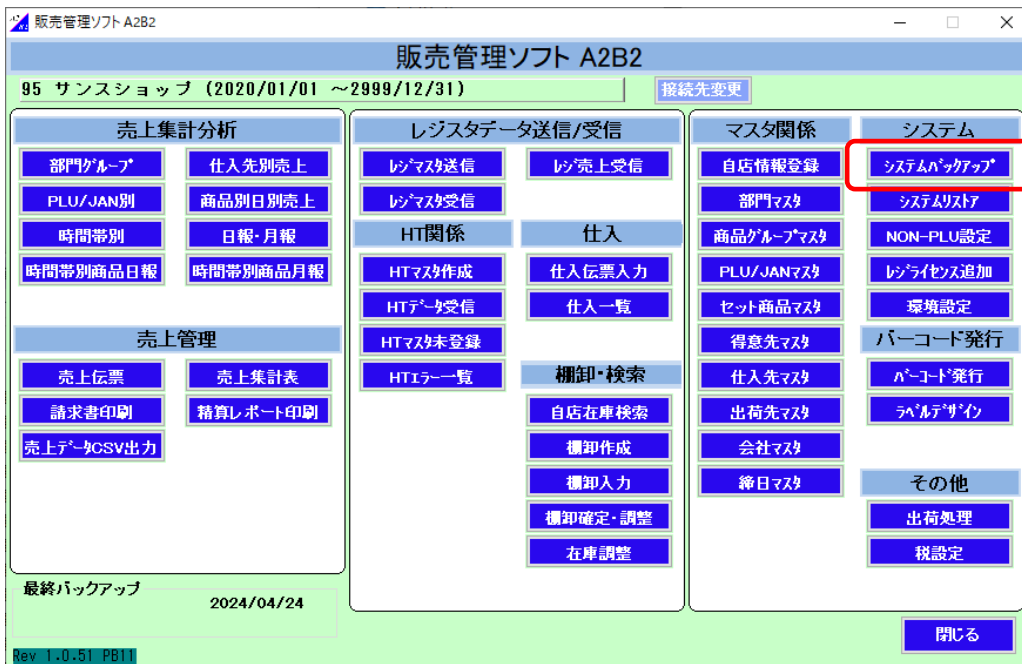 販売管理ソフト A2B2
販売管理ソフト A2B2
95 サンスショップ (2020/01/01 ～2999/12/31)
接続先変更
売上集計分析
部門ｸﾞﾙｰﾌﾟ
仕入先別売上
PLU/JAN別
商品別日別売上
時間帯別
日報・月報
時間帯別商品日報
時間帯別商品月報
売上管理
売上伝票
売上集計表
請求書印刷
精算レポート印刷
売上ﾃﾞｰﾀCSV出力
レジスタデータ送信/受信
ﾚｼﾞﾏｽﾀ送信
ﾚｼﾞ売上受信
ﾚｼﾞﾏｽﾀ受信
HT関係
HTﾏｽﾀ作成
HTﾃﾞｰﾀ受信
HTﾏｽﾀ未登録
HTｴﾗｰ一覧
仕入
仕入伝票入力
仕入一覧
棚卸・検索
自店在庫検索
棚卸作成
棚卸入力
棚卸確定・調整
在庫調整
マスタ関係
自店情報登録
部門ﾏｽﾀ
商品ｸﾞﾙｰﾌﾟﾏｽﾀ
PLU/JANﾏｽﾀ
セット商品ﾏｽﾀ
得意先ﾏｽﾀ
仕入先ﾏｽﾀ
出荷先ﾏｽﾀ
会社ﾏｽﾀ
締日ﾏｽﾀ
システム
ｼｽﾃﾑﾊﾞｯｸｱｯﾌﾟ
ｼｽﾃﾑﾘｽﾄｱ
NON-PLU設定
ﾚｼﾞﾗｲｾﾝｽ追加
環境設定
バーコード発行
ﾊﾞｰｺｰﾄﾞ発行
ﾗﾍﾞﾙﾃﾞｻﾞｲﾝ
その他
出荷処理
税設定
最終バックアップ
2024/04/24
閉じる
Rev 1.0.51 PB11